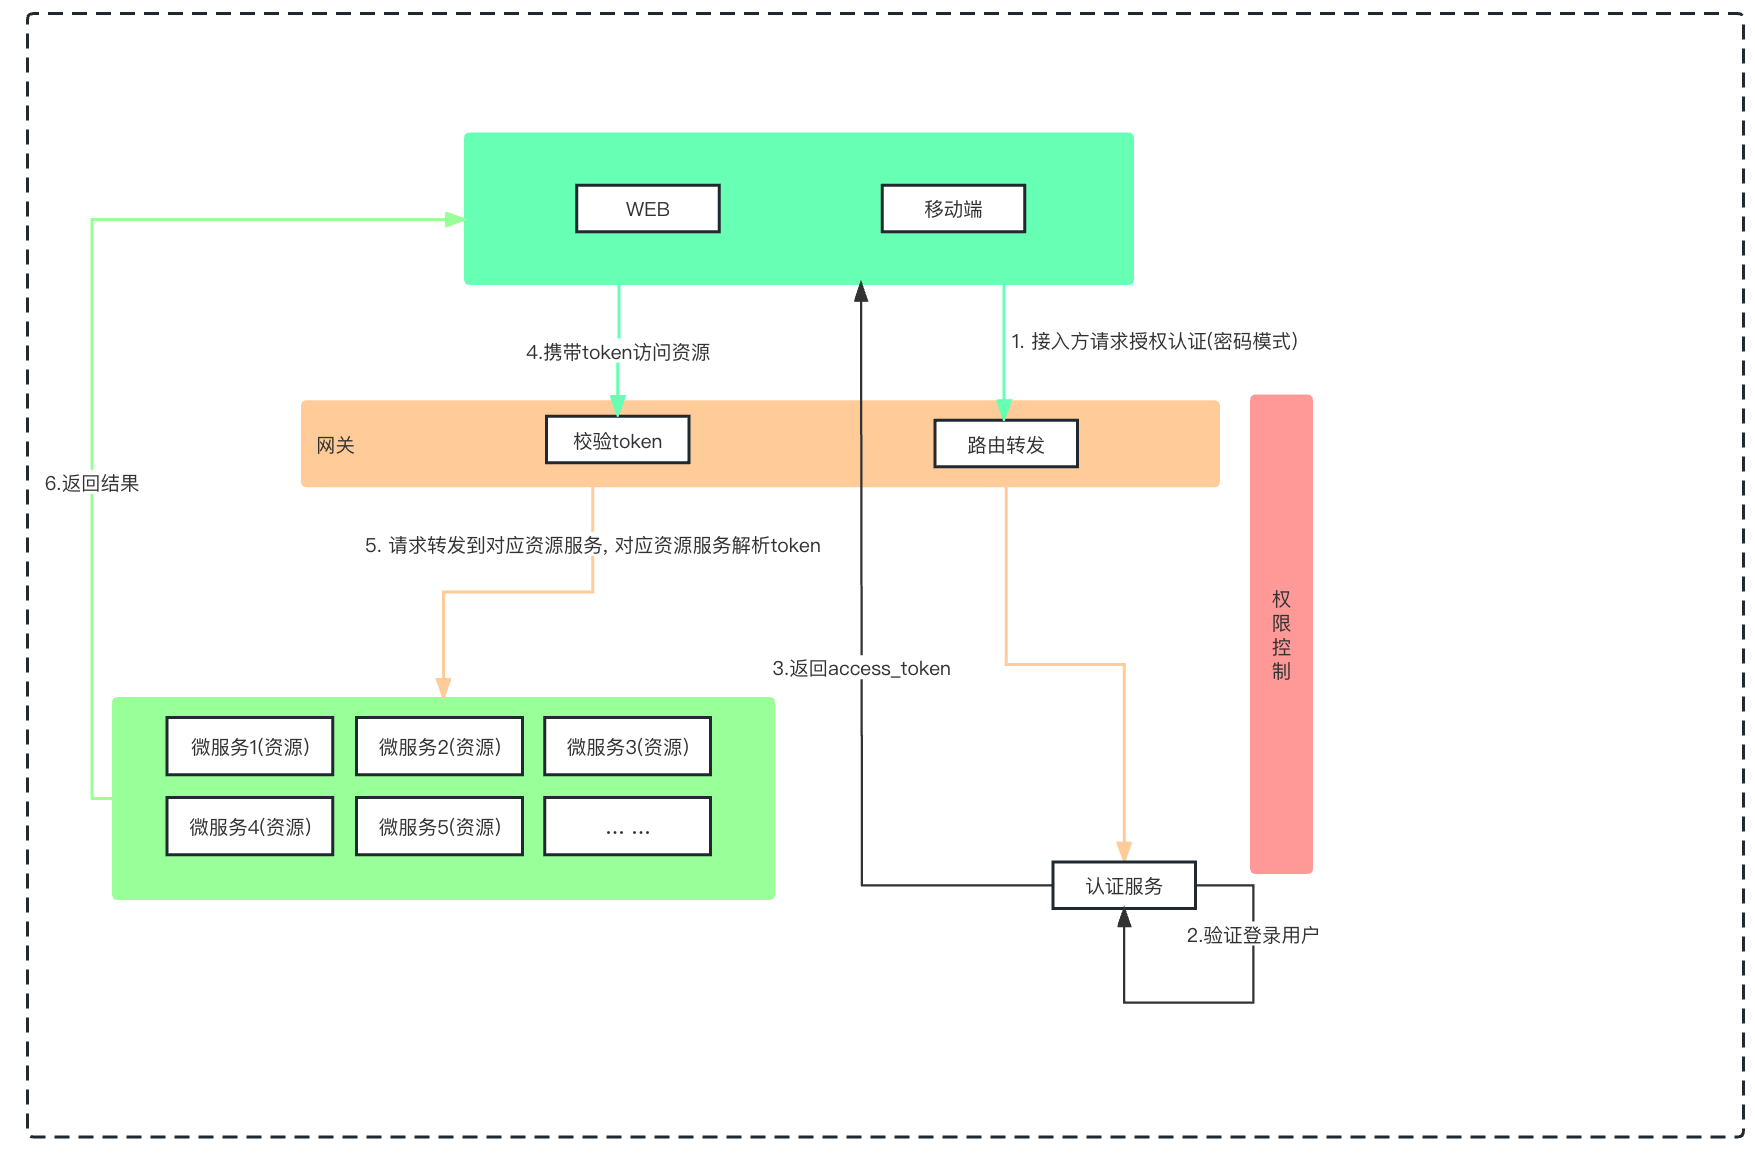 WEB
移动端
4.携带token访问资源
1. 接入方请求授权认证(密码模式)
网关
校验token
路由转发
6.返回结果
5. 请求转发到对应资源服务, 对应资源服务解析token
权
限
控
制
3.返回access_token
微服务1(资源)
微服务2(资源)
微服务3(资源)
微服务4(资源)
微服务5(资源)
... ...
认证服务
2.验证登录用户